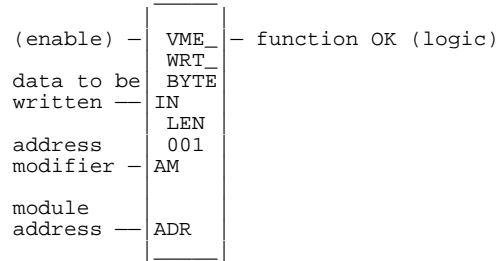 (enable) — VME_ — function OK (logic)
WRT_
data to be BYTE
written — IN
LEN
address 001
modifier — AM
module
address — ADR